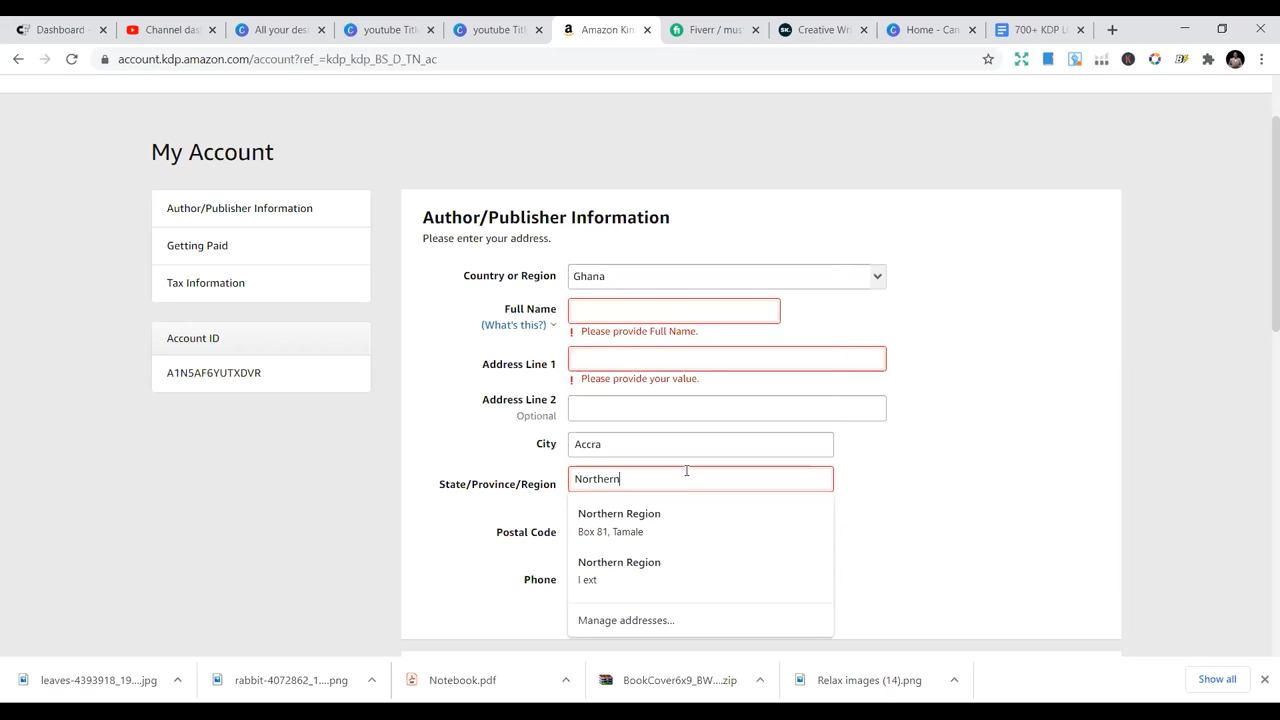 Dashboard -
Channel das
All your de
youtube Tit
youtube Titl
Amazon Kin
Fiverr / mus
Creative Wri
Home - Can
700+ KDP L
account.kdp.amazon.com/account?ref_=kdp_kdp_BS_D_TN_ac
My Account
Author/Publisher Information
Getting Paid
Tax Information
Account ID
A1N5AF6YUTXDVR
Author/Publisher Information
Please enter your address.
Country or Region
Ghana
Full Name
(What's this?)
Please provide Full Name.
Address Line 1
Please provide your value.
Address Line 2
Optional
City
Accra
State/Province/Region
Northern
Northern Region
Box 81, Tamale
Northern Region
Postal Code
Phone
Manage addresses...
leaves-4393918_19....jpg
rabbit-4072862_1....png
Notebook.pdf
BookCover6x9_BW....zip
Relax images (14).png
Show all